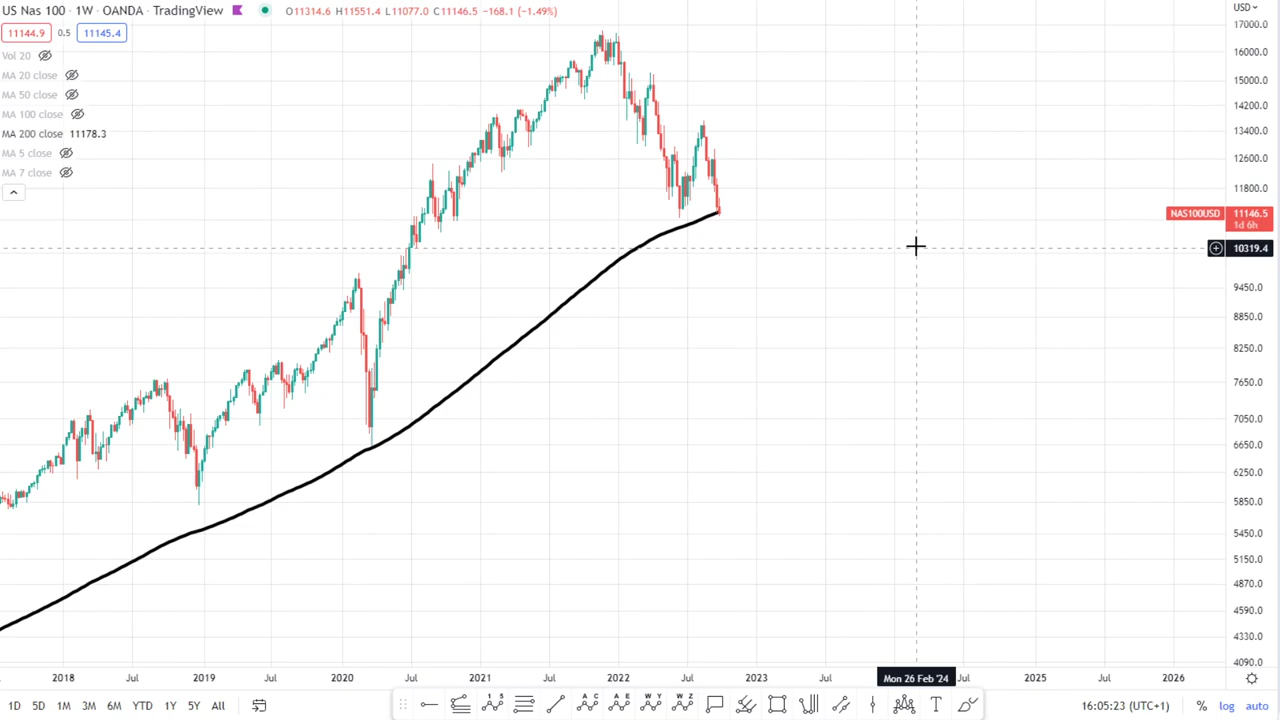 US Nas 100 · 1W · OANDA · TradingView O11314.6 H11551.4 L11077.0 C11146.5 −168.1 (−1.49%)
11144.9 0.5 11145.4
Vol 20
MA 20 close
MA 50 close
MA 100 close
MA 200 close 11178.3
MA 5 close
MA 7 close
USD
17000.0
16000.0
15000.0
14200.0
13400.0
12600.0
11800.0
NAS100USD 11146.5
1d 6h
10319.4
9450.0
8850.0
8250.0
7650.0
7050.0
6650.0
6250.0
5850.0
5450.0
5150.0
4870.0
4590.0
4330.0
4090.0
2018 Jul 2019 Jul 2020 Jul 2021 Jul 2022 Jul 2023 Jul Mon 26 Feb '24 Jul 2025 Jul 2026
1D 5D 1M 3M 6M YTD 1Y 5Y All 1 5 A C A E W Y W Z T 16:05:23 (UTC+1) % log auto